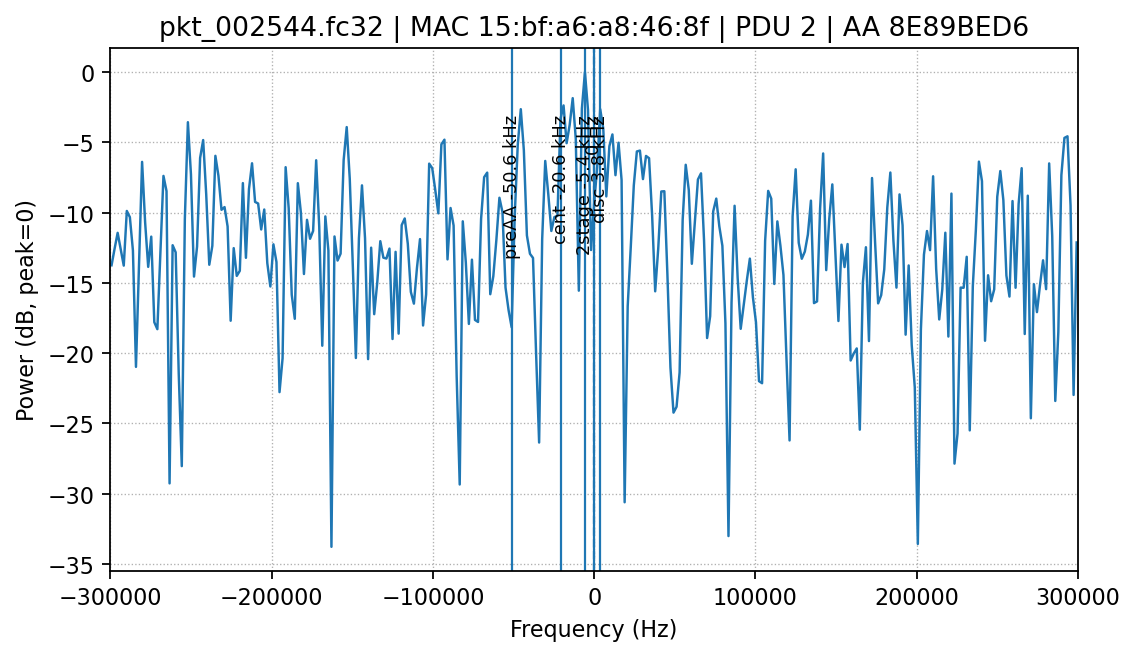 pkt_002544.fc32 | MAC 15:bf:a6:a8:46:8f | PDU 2 | AA 8E89BED6
Power (dB, peak=0)
0
−5
−10
−15
−20
−25
−30
−35
preAA -50.6 kHz
cent -20.6 kHz
2stage -5.4 kHz
disc 3.8 kHz
−300000
−200000
−100000
0
100000
200000
300000
Frequency (Hz)